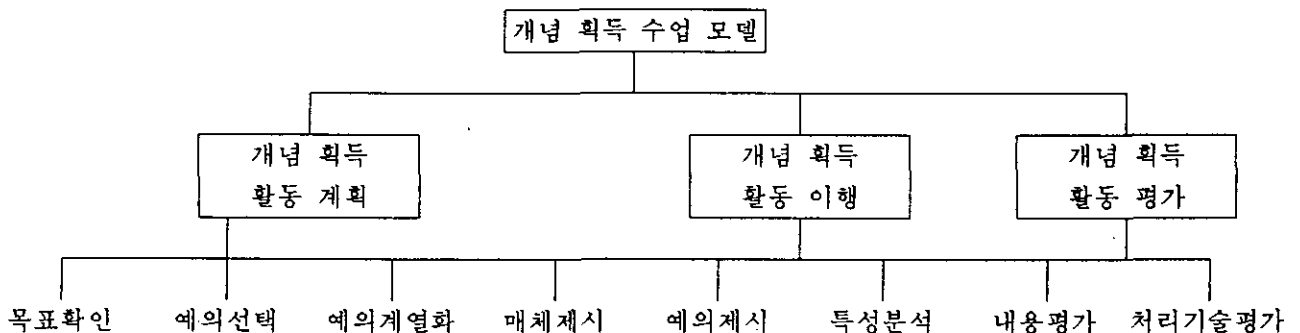 개념 획득 수업 모델
개념 획득
활동 계획
개념 획득
활동 이행
개념 획득
활동 평가
목표확인 예의선택 예의계열화 매체제시 예의제시 특성분석 내용평가 처리기술평가